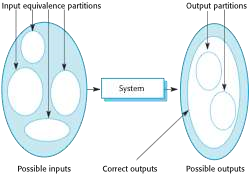 Input equivalence partitions
Output partitions
System
Possible inputs
Correct outputs
Possible outputs